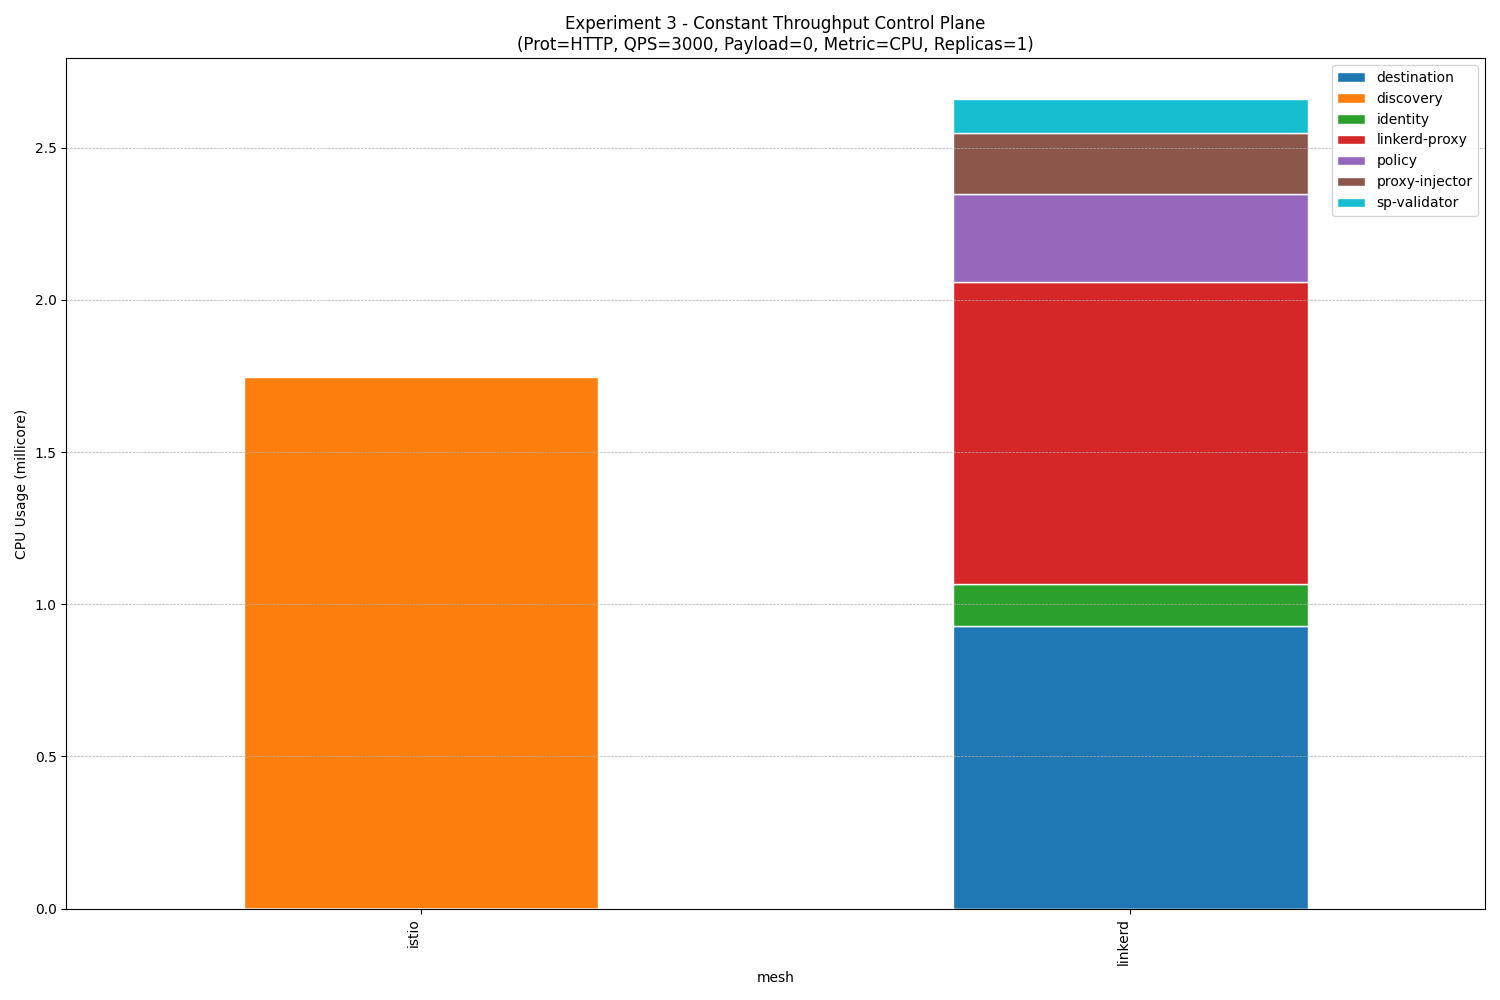 Experiment 3 - Constant Throughput Control Plane
(Prot=HTTP, QPS=3000, Payload=0, Metric=CPU, Replicas=1)
destination
discovery
identity
linkerd-proxy
policy
proxy-injector
sp-validator
CPU Usage (millicore)
2.5
2.0
1.5
1.0
0.5
0.0
istio
linkerd
mesh